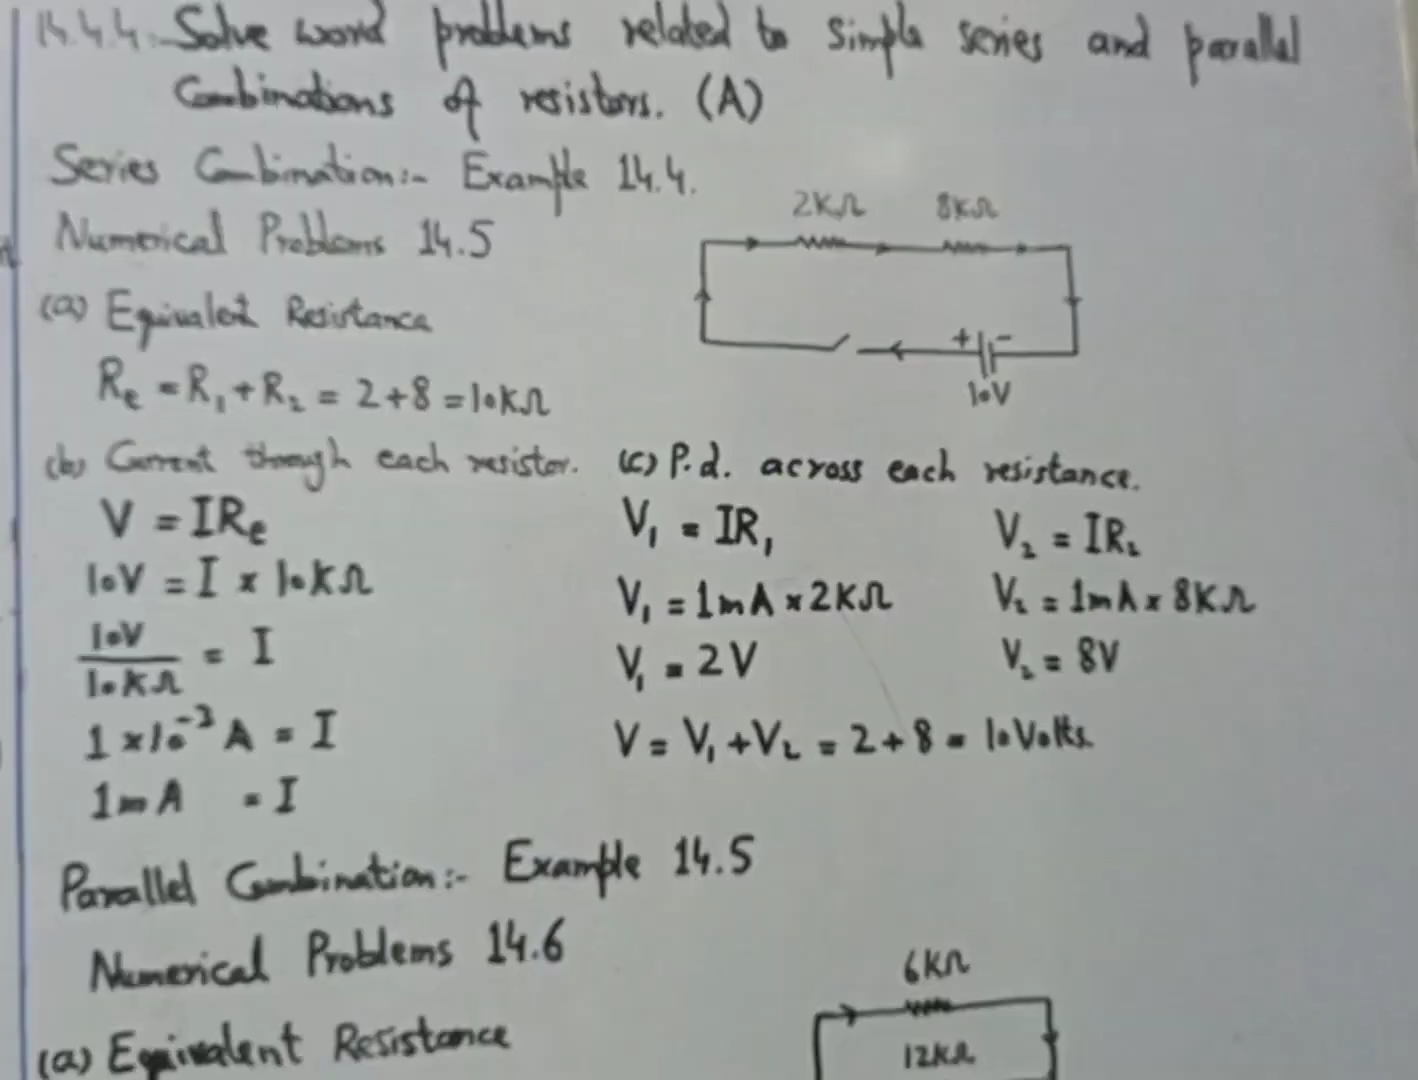 14.4.4. Solve word problems related to simple series and parallel
Combinations of resistors. (A)
Series Combination:- Example 14.4.
Numerical Problems 14.5
2KΩ 8KΩ
+ -
10V
(a) Equivalent Resistance
Re = R₁ + R₂ = 2+8 = 10KΩ
(b) Current through each resistor.
V = IRe
10V = I × 10KΩ
10V/10KΩ = I
1 × 10⁻³ A = I
1mA = I
(c) P.d. across each resistance.
V₁ = IR₁
V₁ = 1mA × 2KΩ
V₁ = 2V
V₂ = IR₂
V₂ = 1mA × 8KΩ
V₂ = 8V
V = V₁ + V₂ = 2+8 = 10Volts.
Parallel Combination:- Example 14.5
Numerical Problems 14.6
(a) Equivalent Resistance
6KΩ
12KΩ